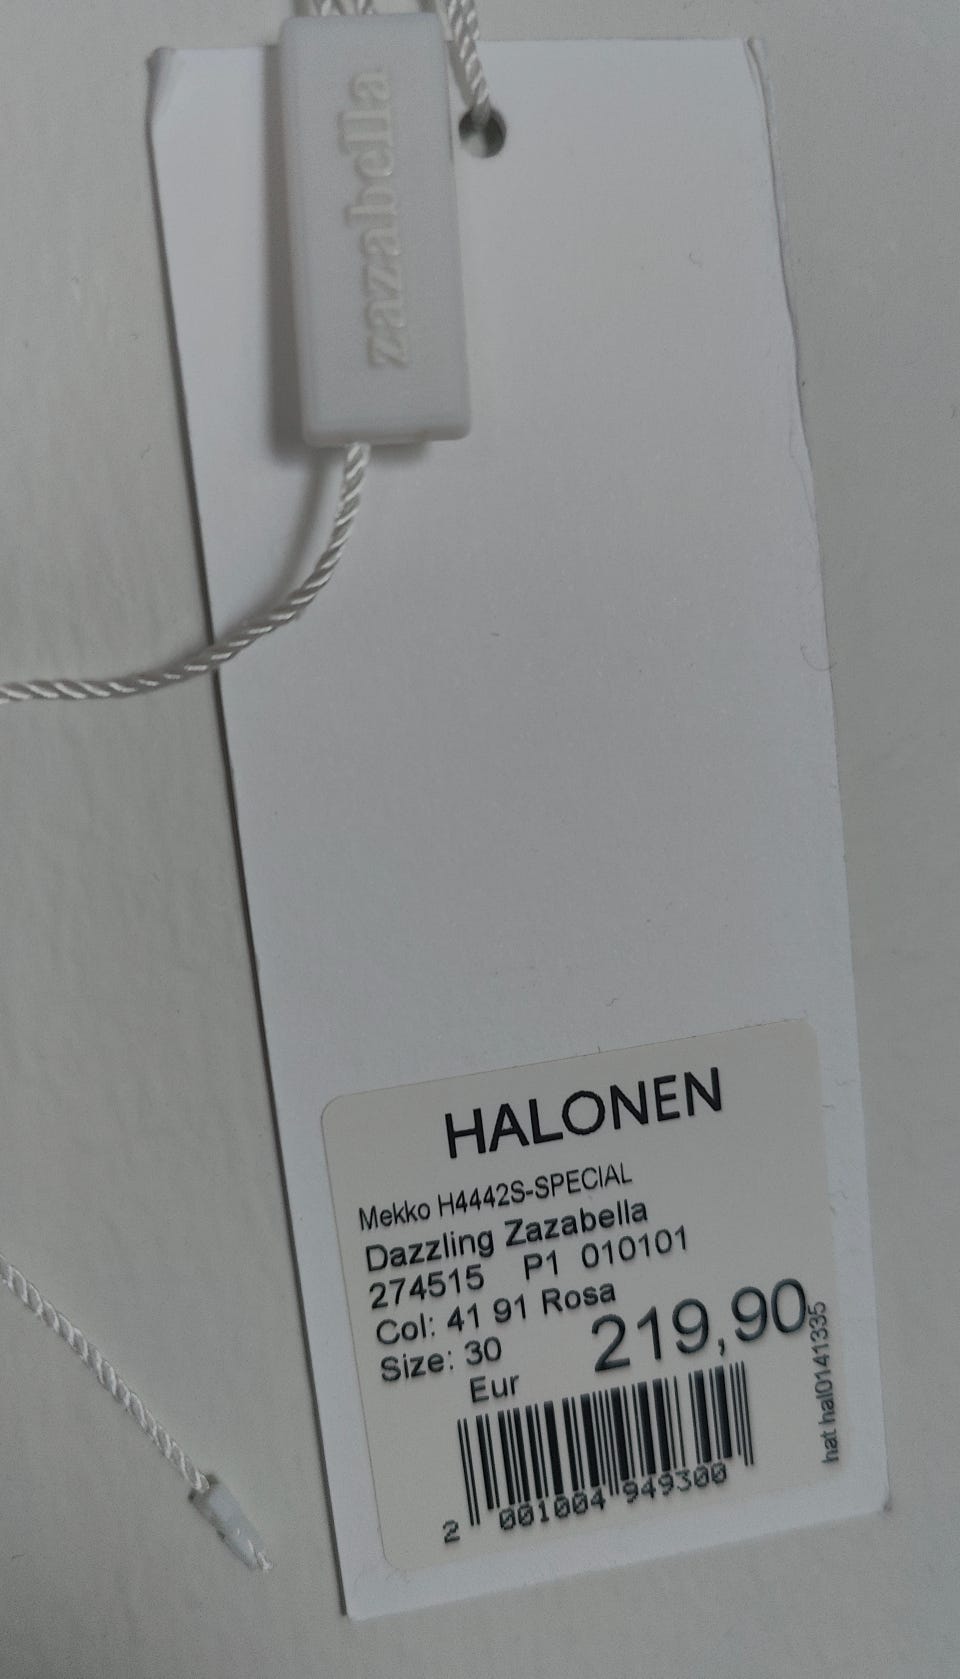 zazabella
HALONEN
Mekko H4442S-SPECIAL
Dazzling Zazabella
274515 P1 010101
Col: 41 91 Rosa
Size: 30
219,90
Eur
2 001004 949300
hat hal0141335